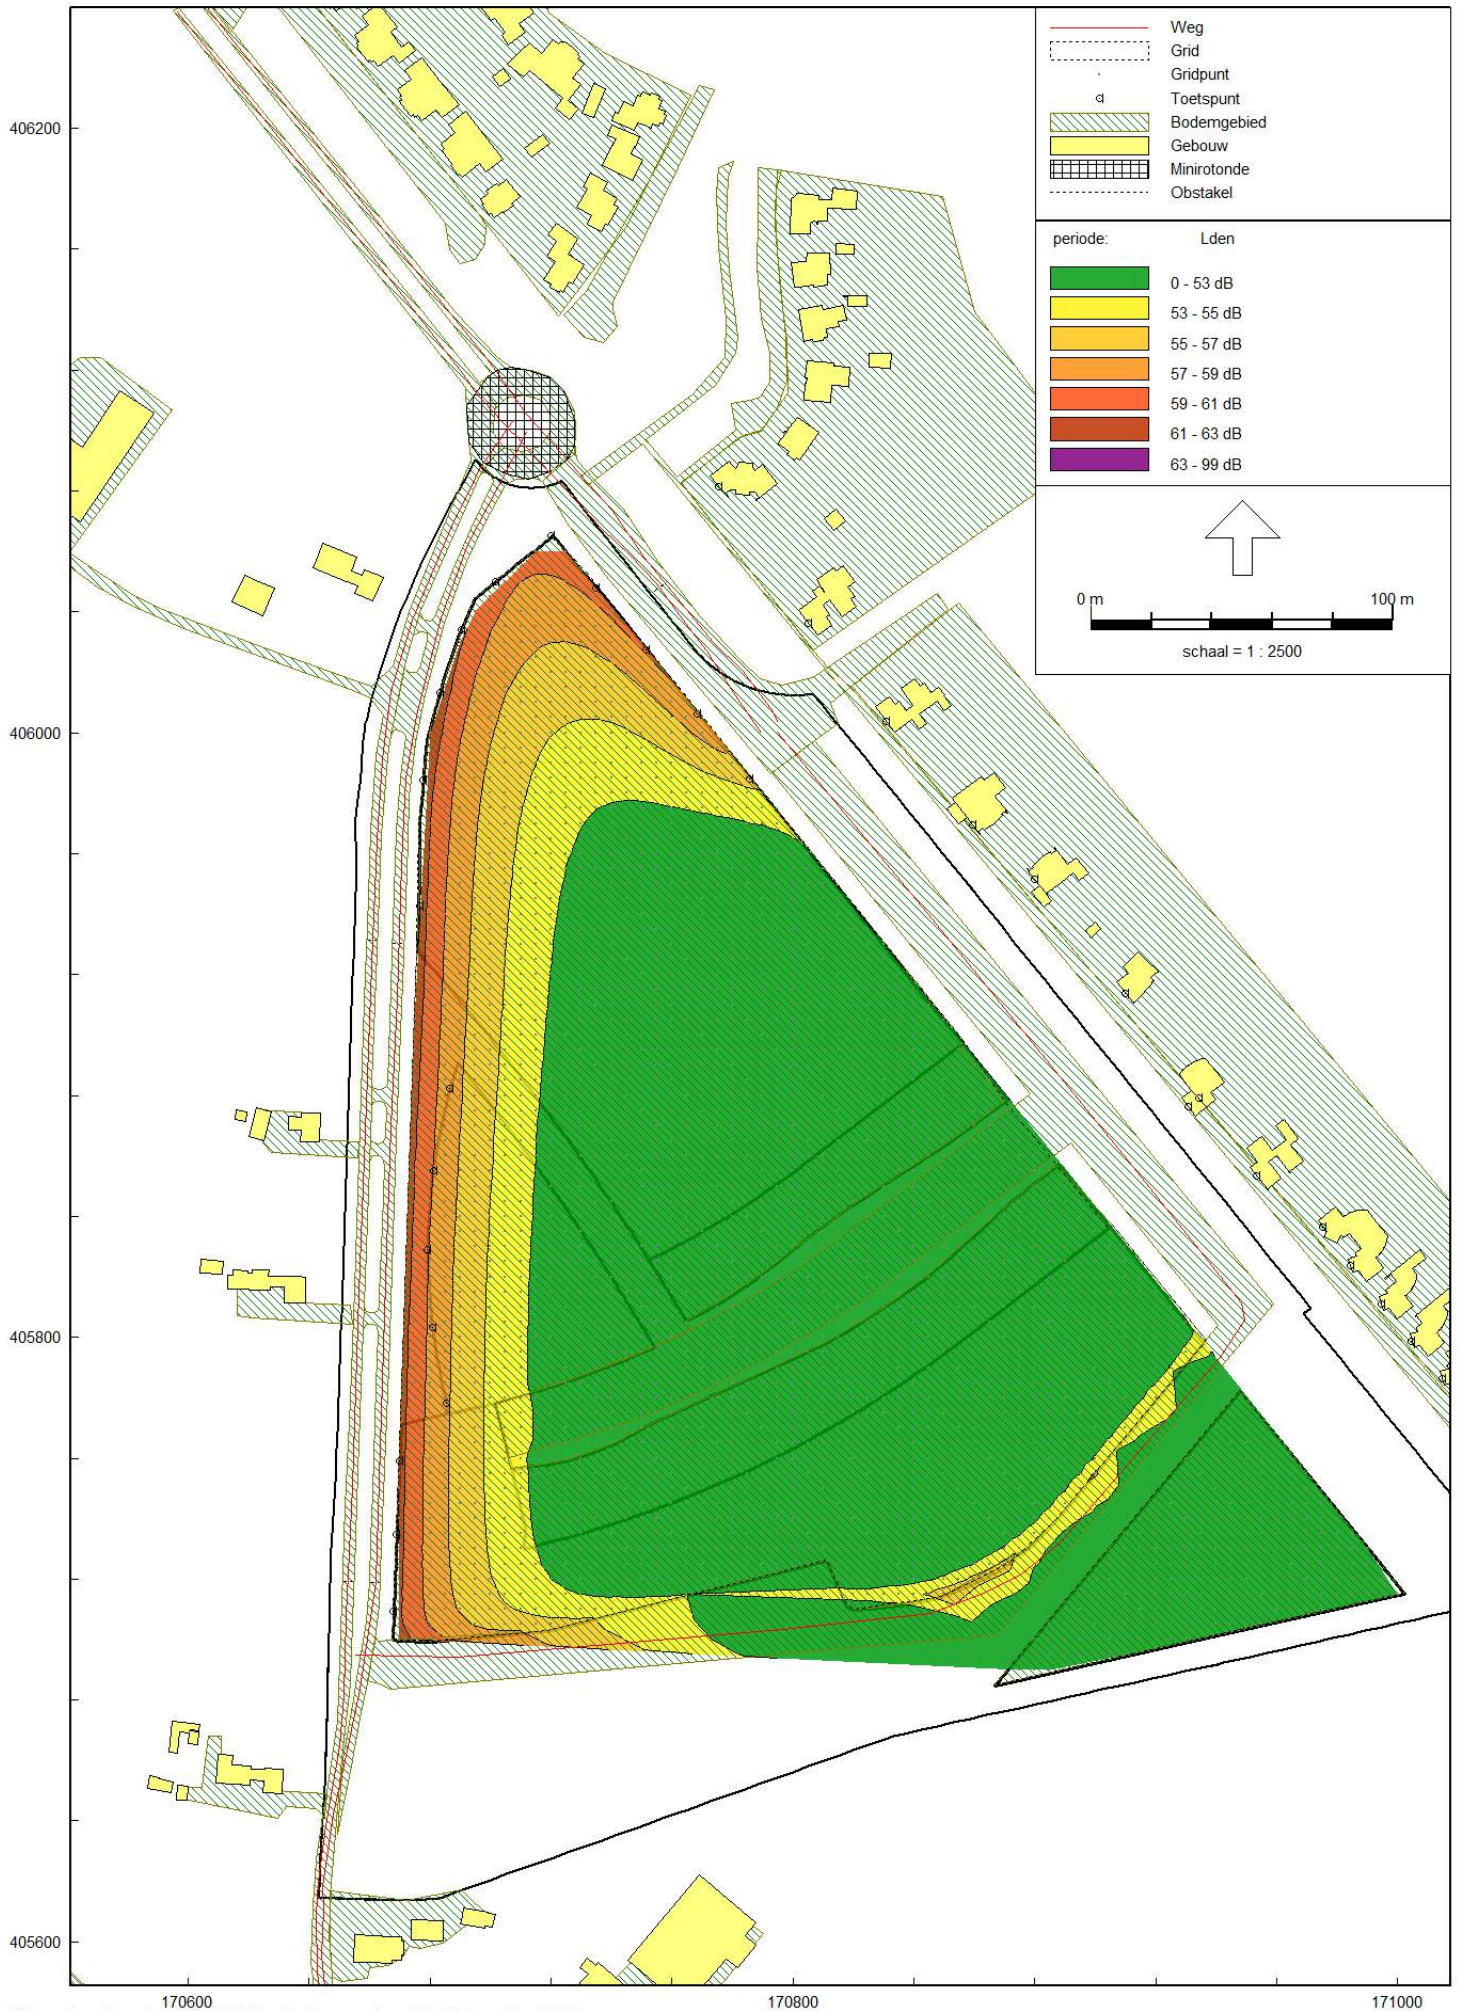 Weg
Grid
Gridpunt
Toetspunt
Bodemgebied
Gebouw
Minirotonde
Obstakel
periode: Lden
0 - 53 dB
53 - 55 dB
55 - 57 dB
57 - 59 dB
59 - 61 dB
61 - 63 dB
63 - 99 dB
0 m 100 m
schaal = 1 : 2500
406200
406000
405800
405600
170600 170800 171000